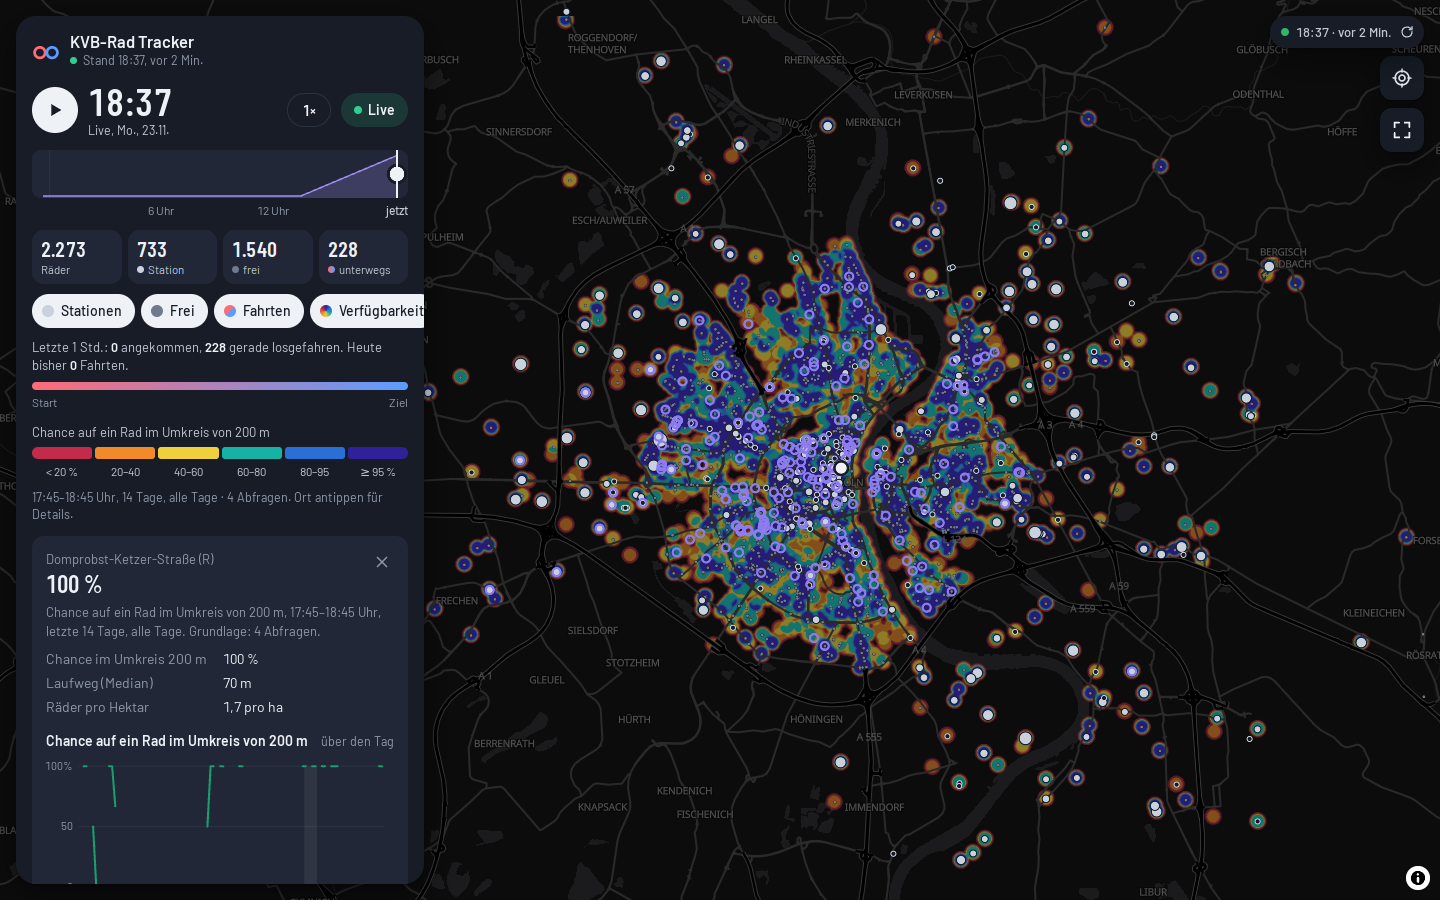 KVB-Rad Tracker
Stand 18:37, vor 2 Min.
18:37
Live, Mo., 23.11.
1×
Live
6 Uhr
12 Uhr
jetzt
2.273
Räder
733
Station
1.540
frei
228
unterwegs
Stationen
Frei
Fahrten
Verfügbarkeit
Letzte 1 Std.: 0 angekommen, 228 gerade losgefahren. Heute
bisher 0 Fahrten.
Start
Ziel
Chance auf ein Rad im Umkreis von 200 m
< 20 %
20-40
40-60
60-80
80-95
≥ 95 %
17:45–18:45 Uhr, 14 Tage, alle Tage · 4 Abfragen. Ort antippen für
Details.
Domprobst-Ketzer-Straße (R)
100 %
Chance auf ein Rad im Umkreis von 200 m, 17:45–18:45 Uhr,
letzte 14 Tage, alle Tage. Grundlage: 4 Abfragen.
Chance im Umkreis 200 m 100 %
Laufweg (Median) 70 m
Räder pro Hektar 1,7 pro ha
Chance auf ein Rad im Umkreis von 200 m über den Tag
100%
50
18:37 · vor 2 Min.
LANGEL
ROGGENDORF/
THENHOVEN
RHEINKASSEL
LEVERKUSEN
MERKENICH
INDUSTRIESTRASSE
SINNERSDORF
A 57
ESCH/AUWEILER
GLÖBUSCH
SCHEUREN
ODENTHAL
HÖFFE
BERGISCH
A 3
A 4
A 59
A 559
A 4
A 1
A 555
FRECHEN
SIELSDORF
STOTZHEIM
GLEUEL
HÜRTH
BERRENRATH
HÖNINGEN
KENDENICH
KNAPSACK
FISCHENICH
IMMENDORF
KLEINEICHEN
LIBUR